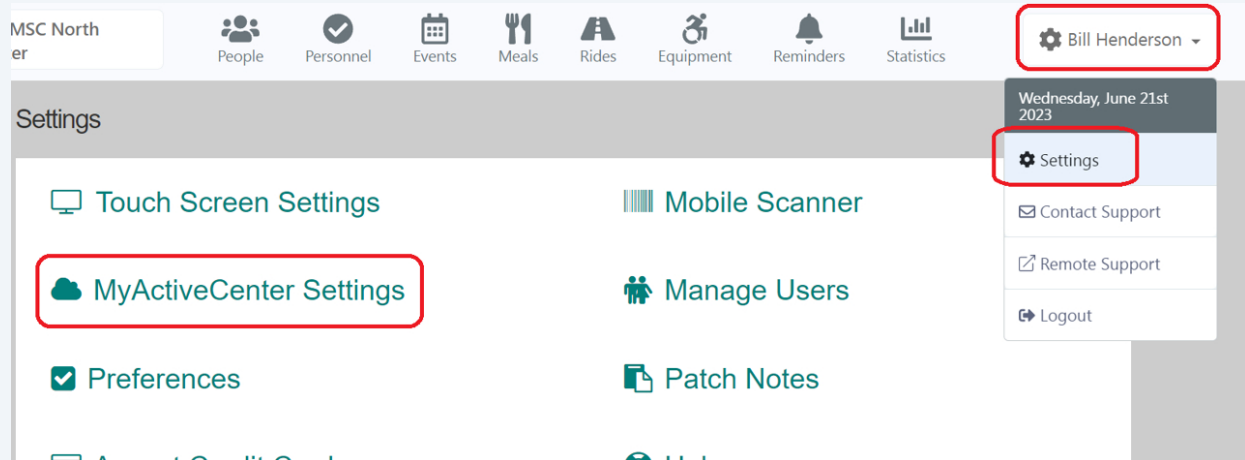 MSC North
er
People Personnel Events Meals Rides Equipment Reminders Statistics
Bill Henderson
Wednesday, June 21st
2023
Settings
Contact Support
Remote Support
Logout
Settings
Touch Screen Settings
Mobile Scanner
MyActiveCenter Settings
Manage Users
Preferences
Patch Notes